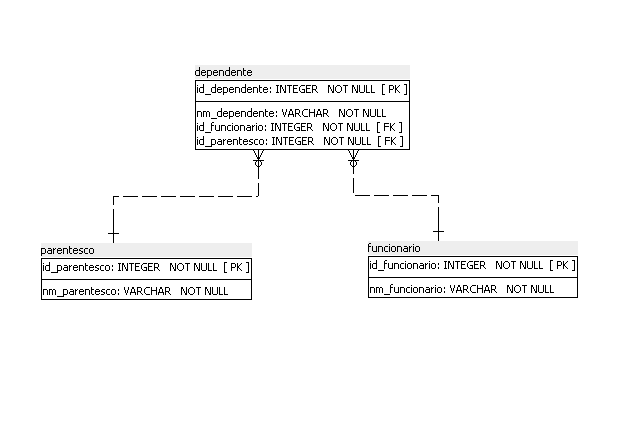 dependente
id_dependente: INTEGER NOT NULL [ PK ]
nm_dependente: VARCHAR NOT NULL
id_funcionario: INTEGER NOT NULL [ FK ]
id_parentesco: INTEGER NOT NULL [ FK ]
parentesco
id_parentesco: INTEGER NOT NULL [ PK ]
nm_parentesco: VARCHAR NOT NULL
funcionario
id_funcionario: INTEGER NOT NULL [ PK ]
nm_funcionario: VARCHAR NOT NULL